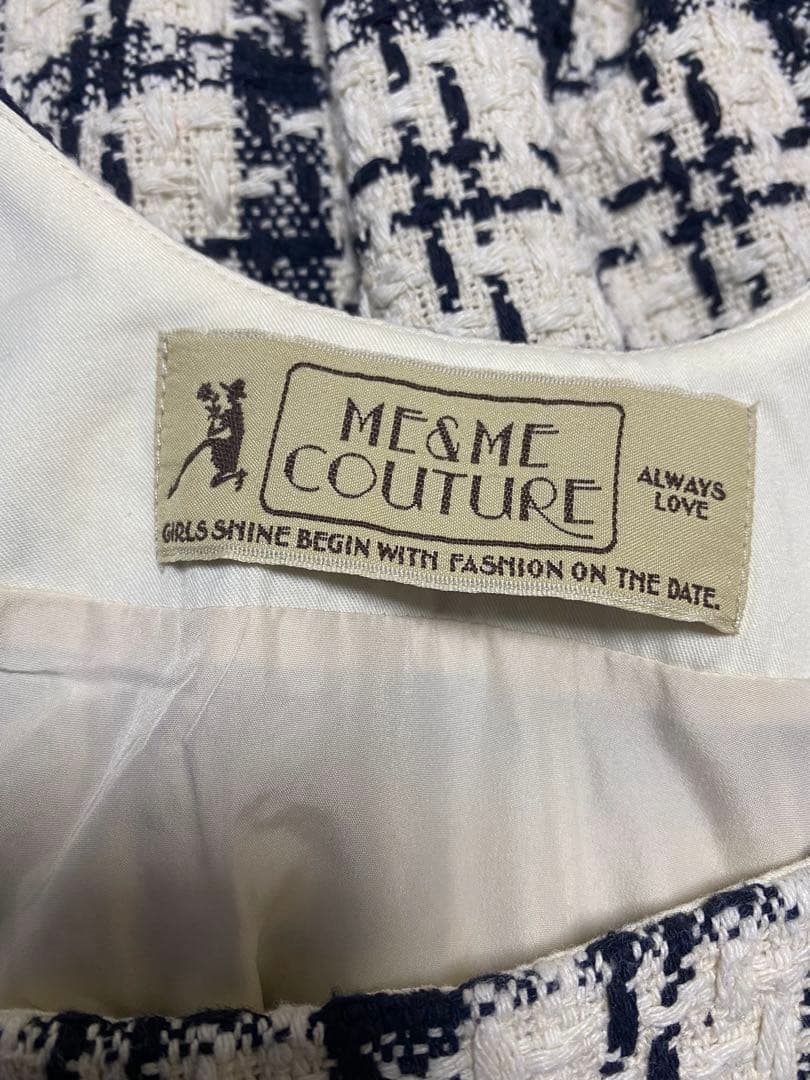 ME&ME
COUTURE
ALWAYS
LOVE
GIRLS SHINE BEGIN WITH FASHION ON THE DATE.